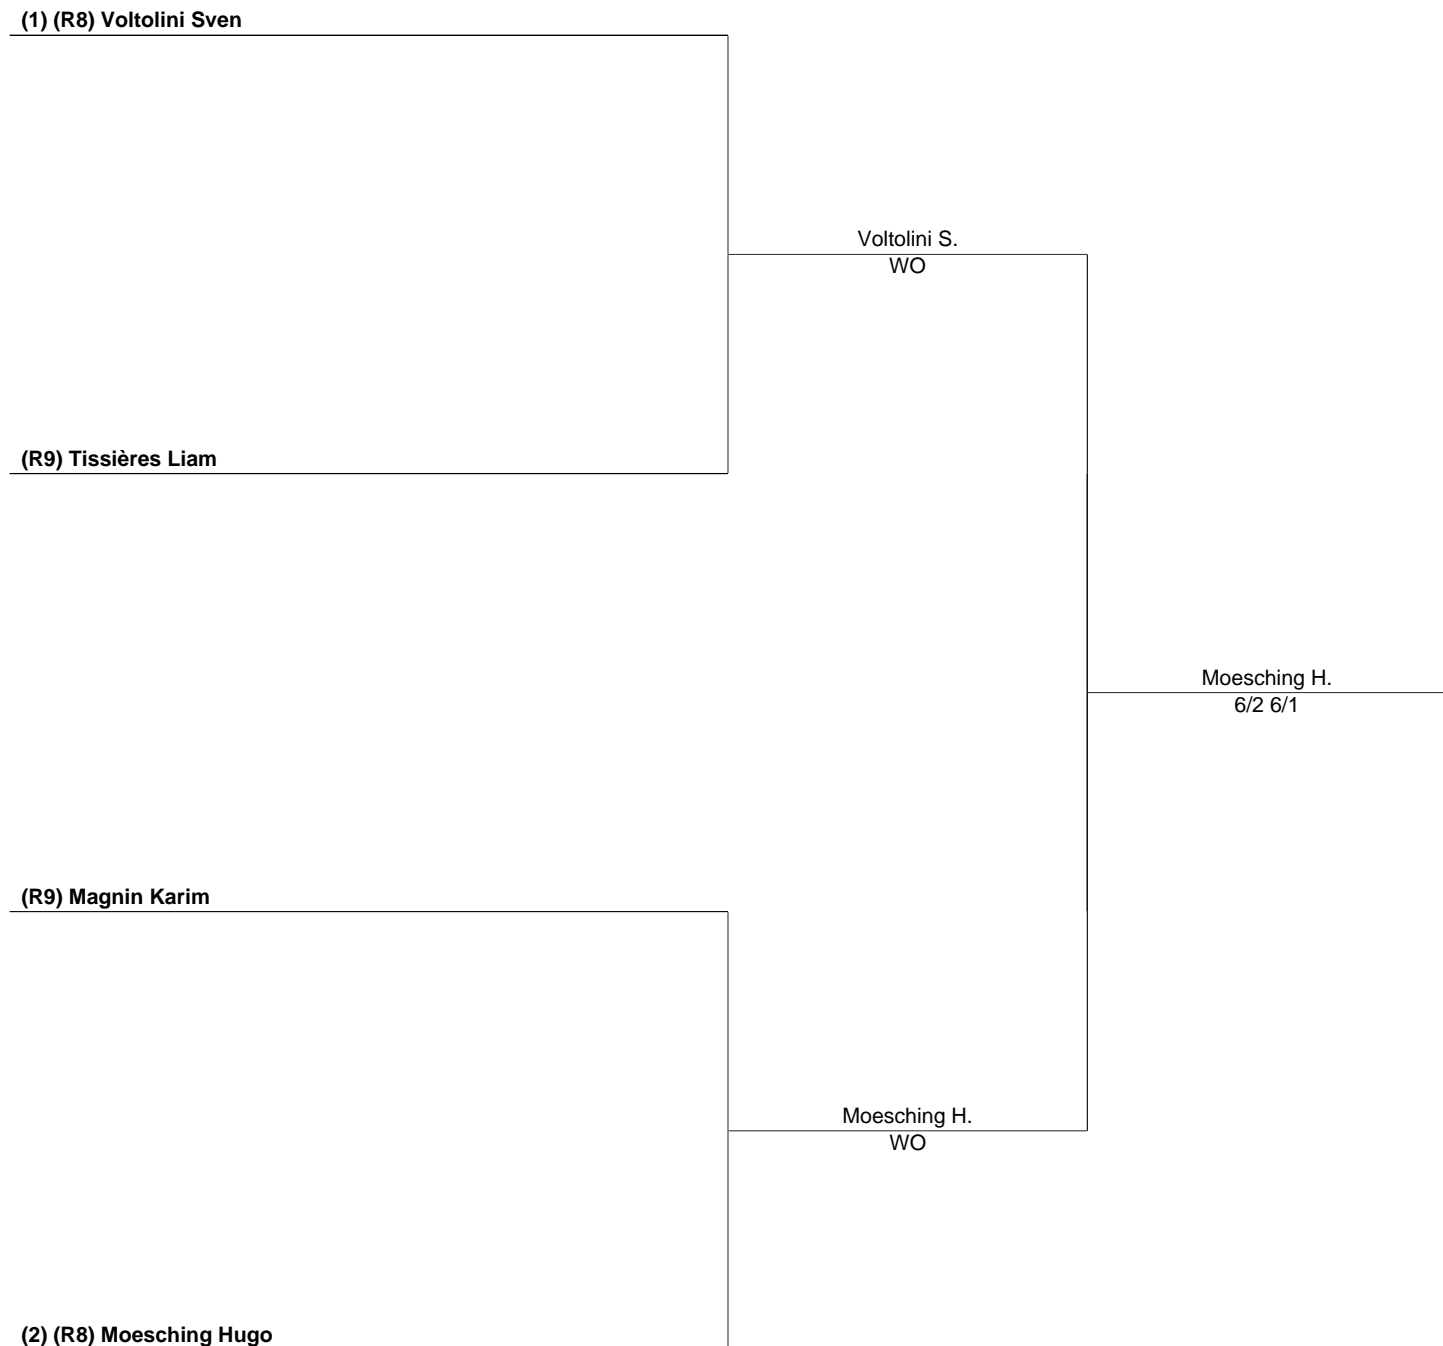 (1) (R8) Voltolini Sven
Voltolini S.
WO
(R9) Tissières Liam
Moesching H.
6/2 6/1
(R9) Magnin Karim
Moesching H.
WO
(2) (R8) Moesching Hugo